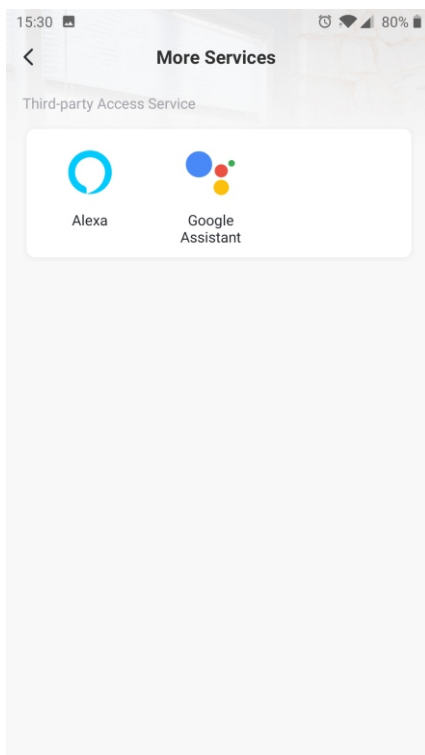 15:30 80%
More Services
Third-party Access Service
Alexa
Google
Assistant